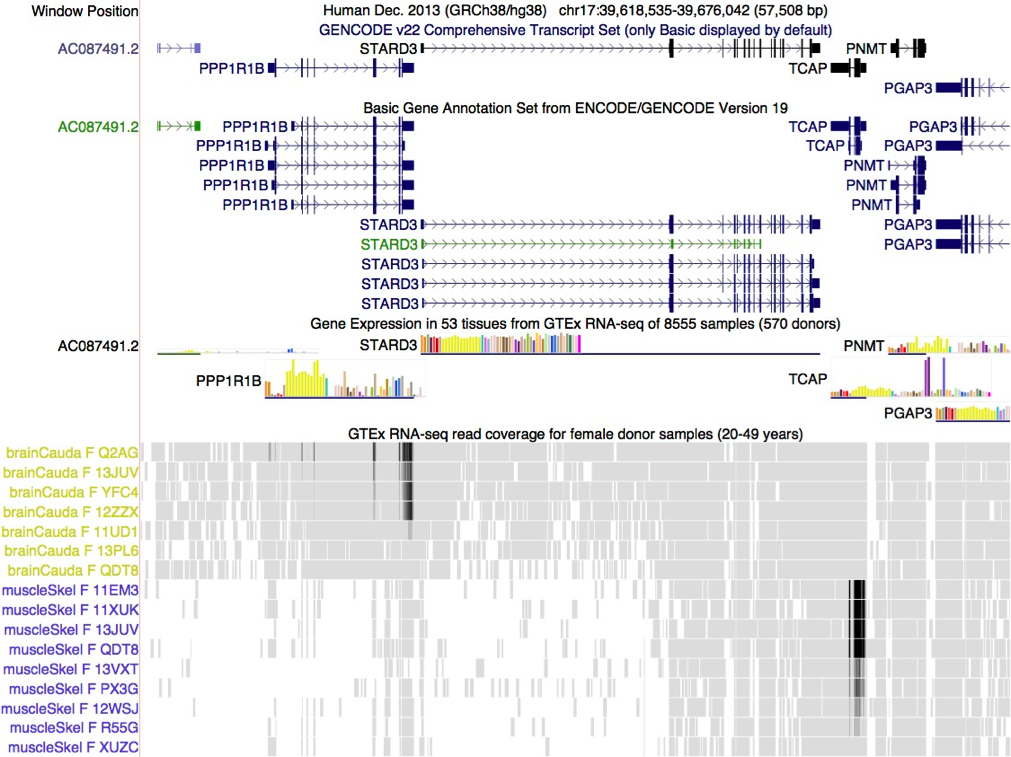 Window Position Human Dec. 2013 (GRCh38/hg38) chr17:39,618,535-39,676,042 (57,508 bp)
GENCODE v22 Comprehensive Transcript Set (only Basic displayed by default)
AC087491.2 STARD3 PNMT
PPP1R1B TCAP
PGAP3
Basic Gene Annotation Set from ENCODE/GENCODE Version 19
AC087491.2 PPP1R1B TCAP PGAP3
PPP1R1B TCAP PGAP3
PPP1R1B PNMT
PPP1R1B PNMT
PPP1R1B PNMT
STARD3 PGAP3
STARD3 PGAP3
STARD3
STARD3
STARD3
Gene Expression in 53 tissues from GTEx RNA-seq of 8555 samples (570 donors)
AC087491.2 STARD3 PNMT
PPP1R1B TCAP
PGAP3
GTEx RNA-seq read coverage for female donor samples (20-49 years)
brainCauda F Q2AG
brainCauda F 13JUV
brainCauda F YFC4
brainCauda F 12ZZX
brainCauda F 11UD1
brainCauda F 13PL6
brainCauda F QDT8
muscleSkel F 11EM3
muscleSkel F 11XUK
muscleSkel F 13JUV
muscleSkel F QDT8
muscleSkel F 13VXT
muscleSkel F PX3G
muscleSkel F 12WSJ
muscleSkel F R55G
muscleSkel F XUZC